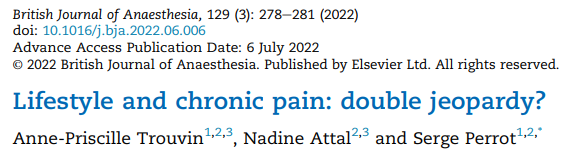 British Journal of Anaesthesia, 129 (3): 278–281 (2022)
doi: 10.1016/j.bja.2022.06.006
Advance Access Publication Date: 6 July 2022
© 2022 British Journal of Anaesthesia. Published by Elsevier Ltd. All rights reserved.
Lifestyle and chronic pain: double jeopardy?
Anne-Priscille Trouvin1,2,3, Nadine Attal2,3 and Serge Perrot1,2,*